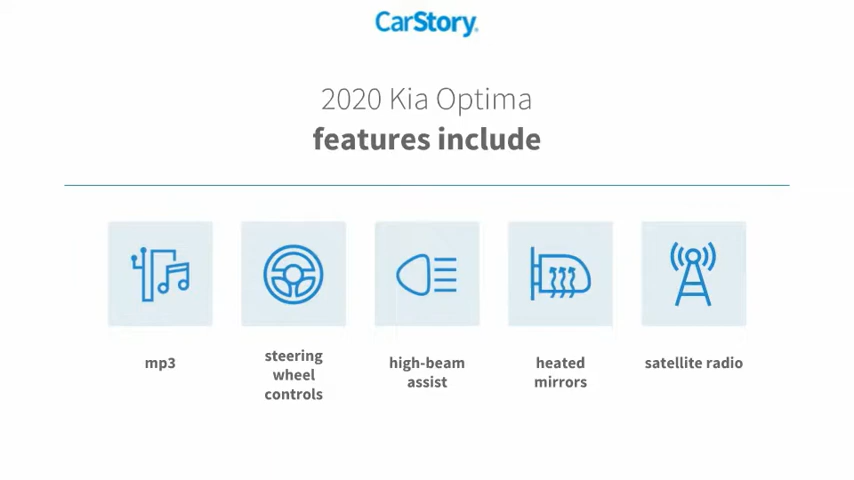 CarStory
2020 Kia Optima
features include
mp3
steering
wheel
controls
high-beam
assist
heated
mirrors
satellite radio